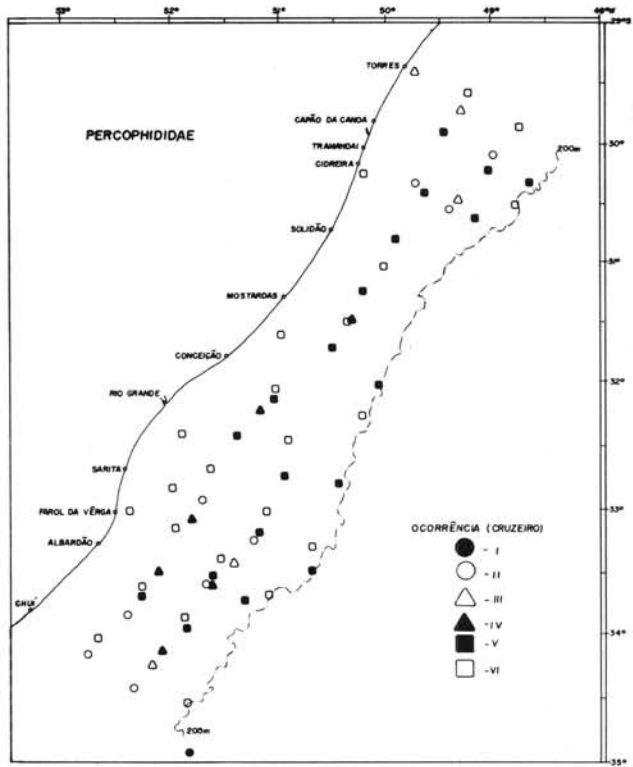 53° 52° 51° 50° 49° 48°W
29°S
TORRES
CAPÃO DA CANOA
PERCOPHIDIDAE
TRAMANDAÍ
30°
200m
CIDREIRA
SOLIDÃO
31°
MOSTARDAS
CONCEIÇÃO
32°
RIO GRANDE
SARITA
FAROL DA VÊRGA
33°
OCORRÊNCIA (CRUZEIRO)
ALBARDÃO
- I
- II
- III
CHUÍ
- IV
34°
- V
- VI
200m
35°